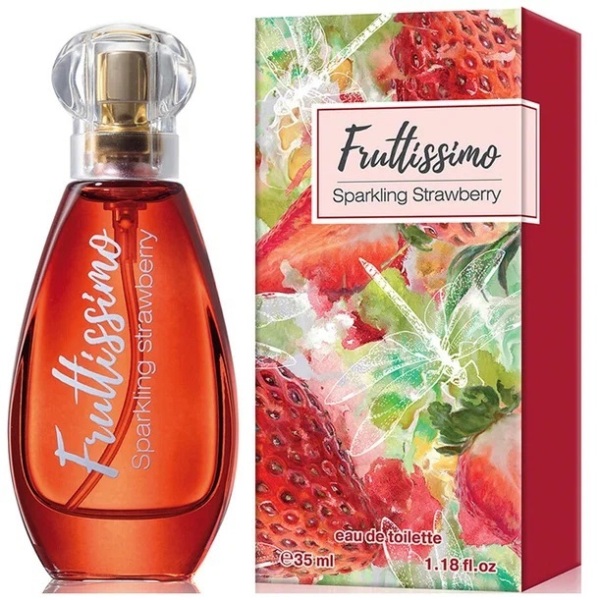 Fruttissimo
Sparkling strawberry
Fruttissimo
Sparkling Strawberry
eau de toilette
℮35 ml 1.18 fl.oz